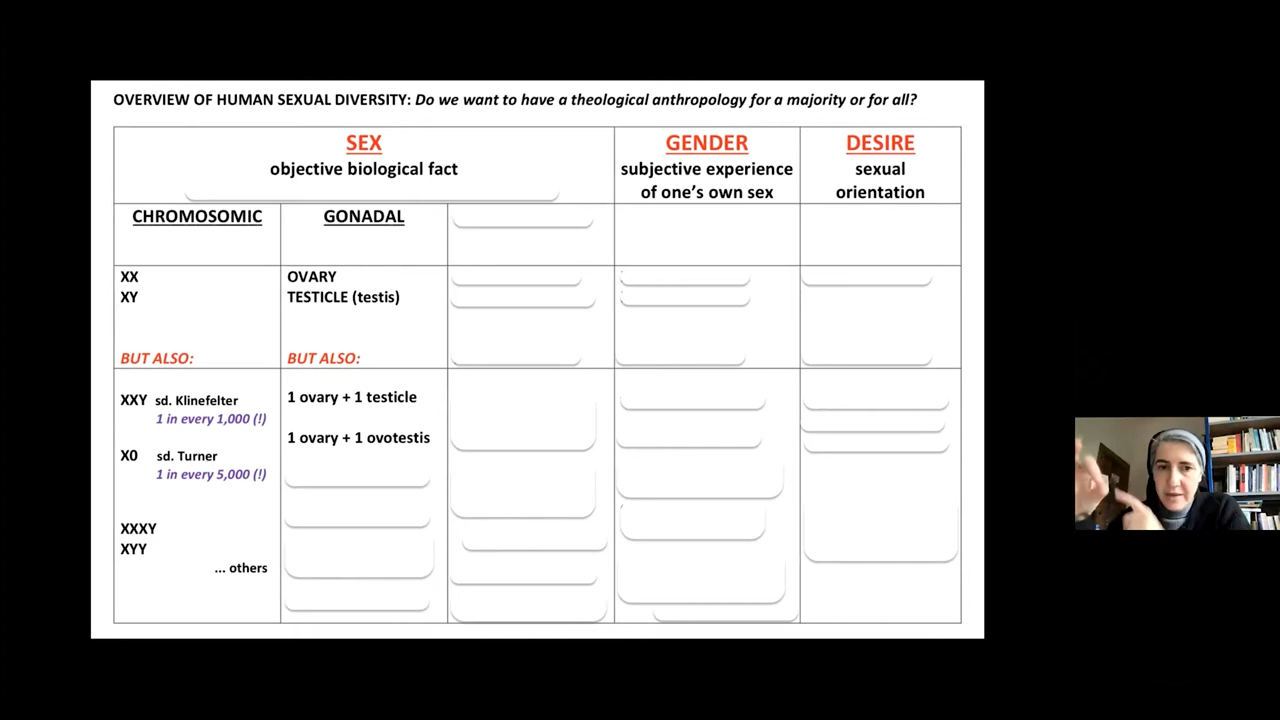 OVERVIEW OF HUMAN SEXUAL DIVERSITY: Do we want to have a theological anthropology for a majority or for all?
SEX
objective biological fact
GENDER
subjective experience
of one's own sex
DESIRE
sexual
orientation
CHROMOSOMIC
GONADAL
XX
XY
BUT ALSO:
OVARY
TESTICLE (testis)
BUT ALSO:
XXY sd. Klinefelter
1 in every 1,000 (!)
X0 sd. Turner
1 in every 5,000 (!)
XXXY
XYY
... others
1 ovary + 1 testicle
1 ovary + 1 ovotestis